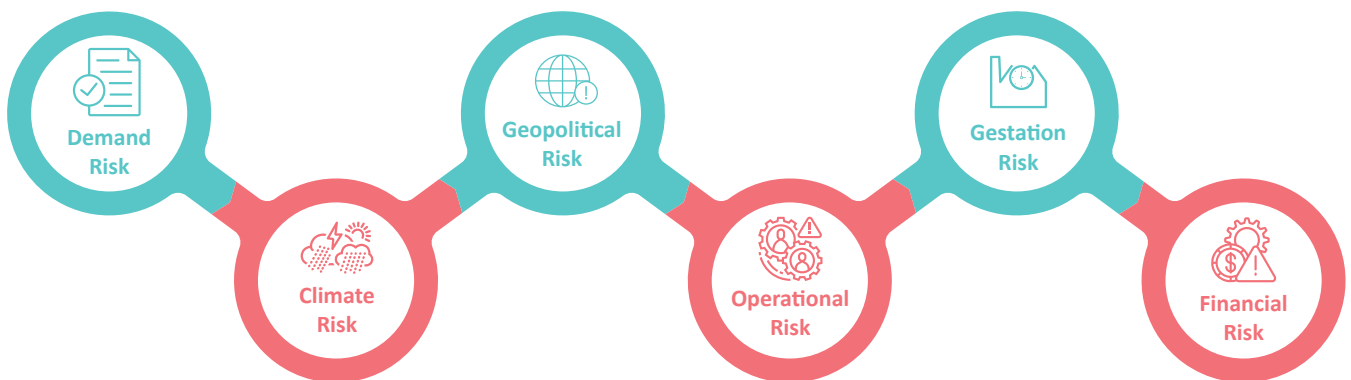 Demand
Risk
Climate
Risk
Geopolitical
Risk
Operational
Risk
Gestation
Risk
Financial
Risk